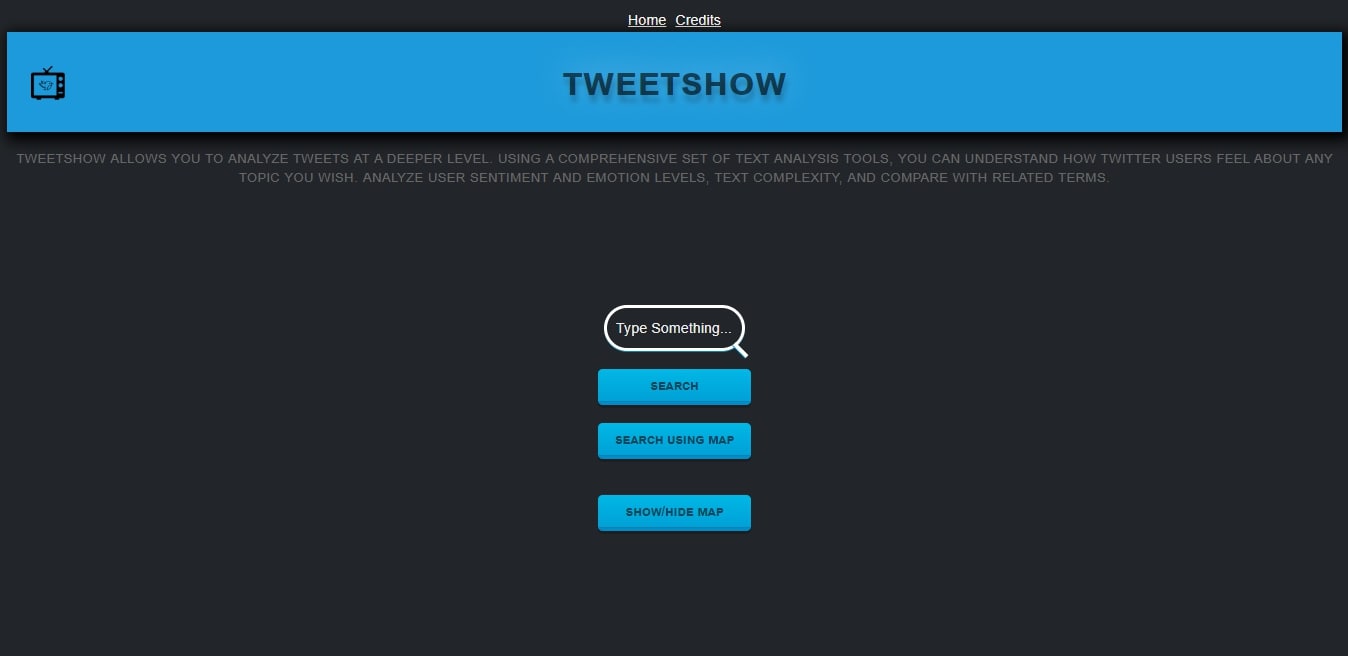 Home Credits
TWEETSHOW
TWEETSHOW ALLOWS YOU TO ANALYZE TWEETS AT A DEEPER LEVEL. USING A COMPREHENSIVE SET OF TEXT ANALYSIS TOOLS, YOU CAN UNDERSTAND HOW TWITTER USERS FEEL ABOUT ANY
TOPIC YOU WISH. ANALYZE USER SENTIMENT AND EMOTION LEVELS, TEXT COMPLEXITY, AND COMPARE WITH RELATED TERMS.
Type Something...
SEARCH
SEARCH USING MAP
SHOW/HIDE MAP